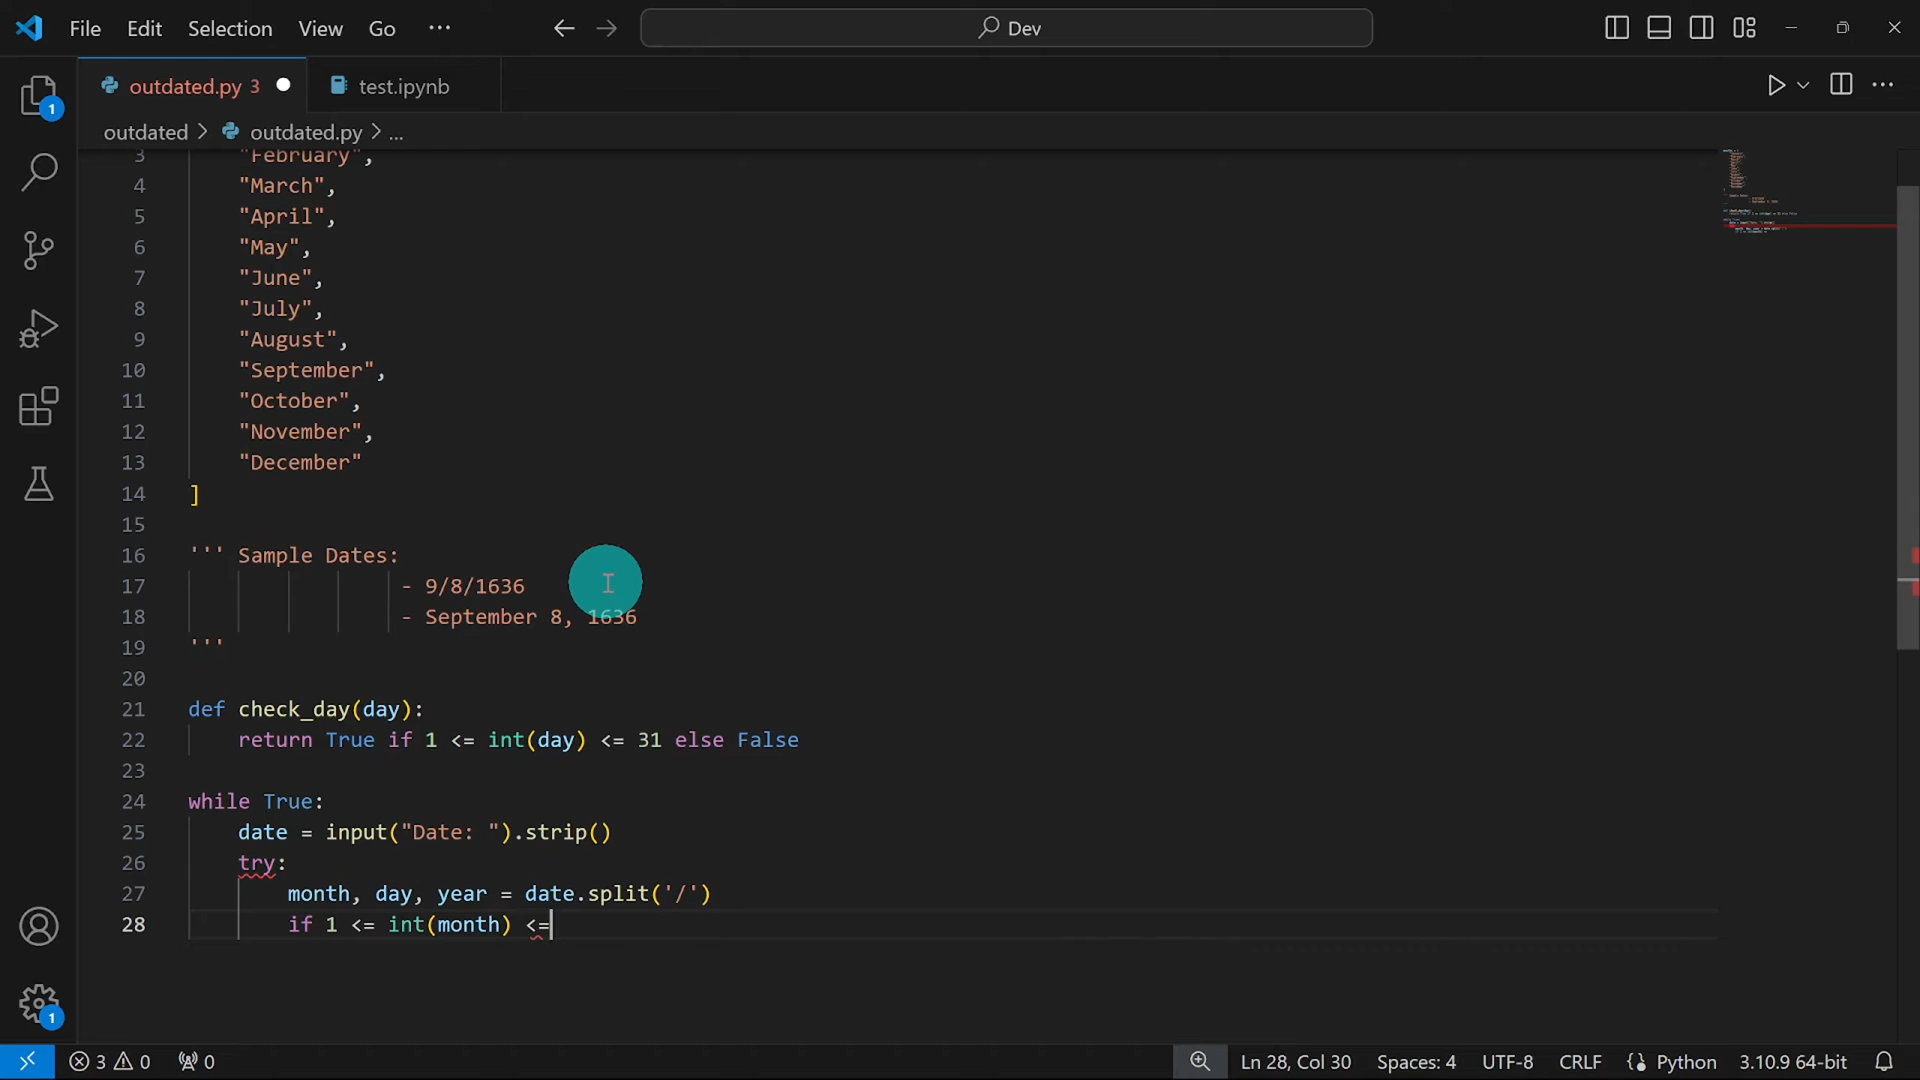 File Edit Selection View Go ··· Dev
outdated.py 3 test.ipynb
outdated > outdated.py > ...
3 "February",
4 "March",
5 "April",
6 "May",
7 "June",
8 "July",
9 "August",
10 "September",
11 "October",
12 "November",
13 "December"
14 ]
15
16 ''' Sample Dates:
17 - 9/8/1636
18 - September 8, 1636
19 '''
20
21 def check_day(day):
22 return True if 1 <= int(day) <= 31 else False
23
24 while True:
25 date = input("Date: ").strip()
26 try:
27 month, day, year = date.split('/')
28 if 1 <= int(month) <=
1
1
3 0 0 Ln 28, Col 30 Spaces: 4 UTF-8 CRLF Python 3.10.9 64-bit